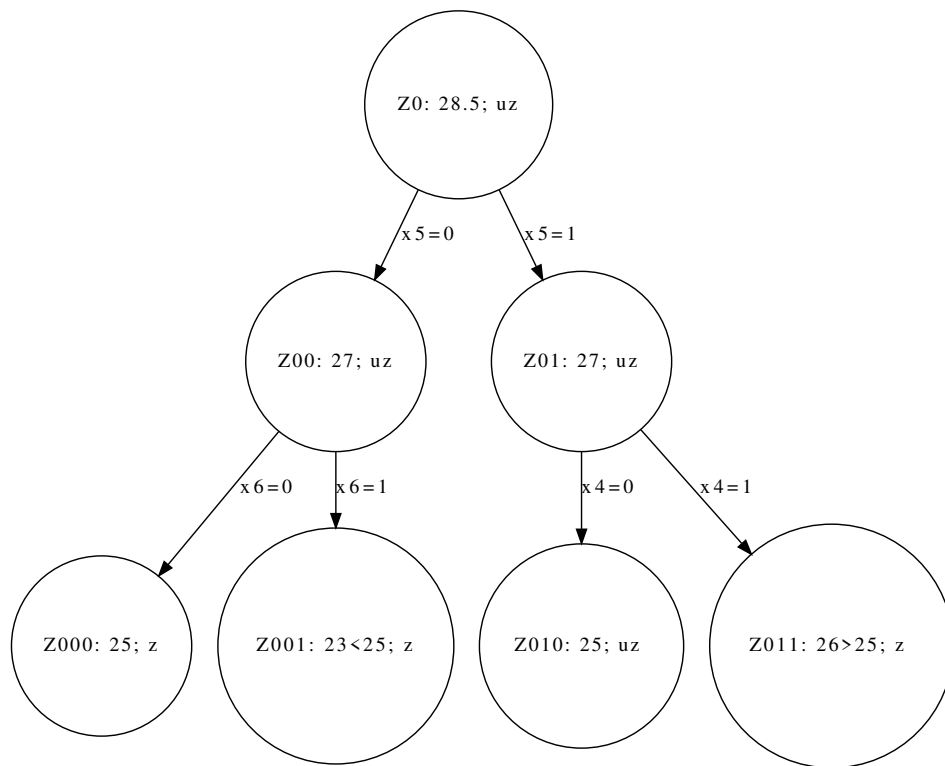 Z0: 28.5; uz
x5=0
x5=1
Z00: 27; uz
Z01: 27; uz
x6=0
x6=1
x4=0
x4=1
Z000: 25; z
Z001: 23<25; z
Z010: 25; uz
Z011: 26>25; z